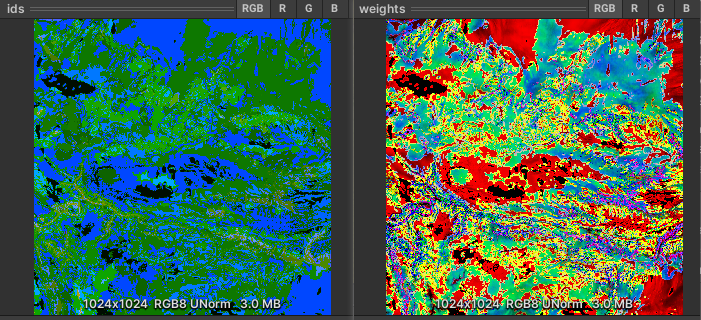 ids RGB R G B
weights RGB R G B
1024x1024 RGB8 UNorm 3.0 MB
1024x1024 RGB8 UNorm 3.0 MB